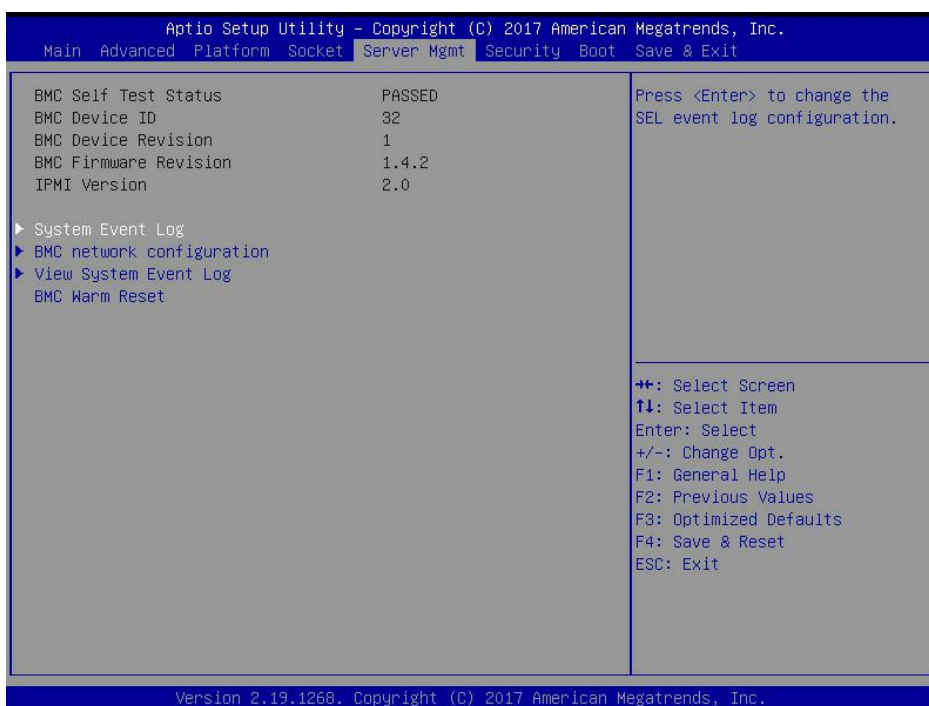 Aptio Setup Utility - Copyright (C) 2017 American Megatrends, Inc.
Main Advanced Platform Socket Server Mgmt Security Boot Save & Exit
BMC Self Test Status PASSED
BMC Device ID 32
BMC Device Revision 1
BMC Firmware Revision 1.4.2
IPMI Version 2.0
System Event Log
BMC network configuration
View System Event Log
BMC Warm Reset
Press <Enter> to change the
SEL event log configuration.
→←: Select Screen
↑↓: Select Item
Enter: Select
+/-: Change Opt.
F1: General Help
F2: Previous Values
F3: Optimized Defaults
F4: Save & Reset
ESC: Exit
Version 2.19.1268. Copyright (C) 2017 American Megatrends, Inc.